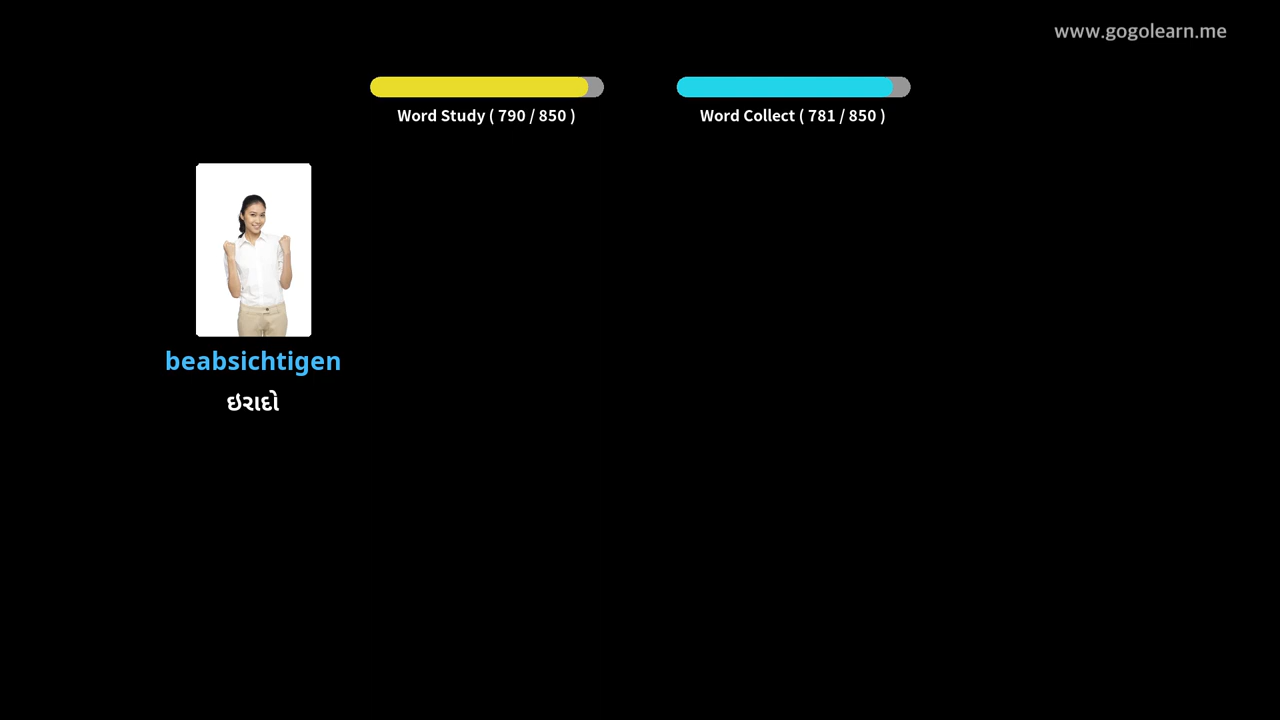 www.gogolearn.me
Word Study ( 790 / 850 )
Word Collect ( 781 / 850 )
beabsichtigen
ઇરાદો